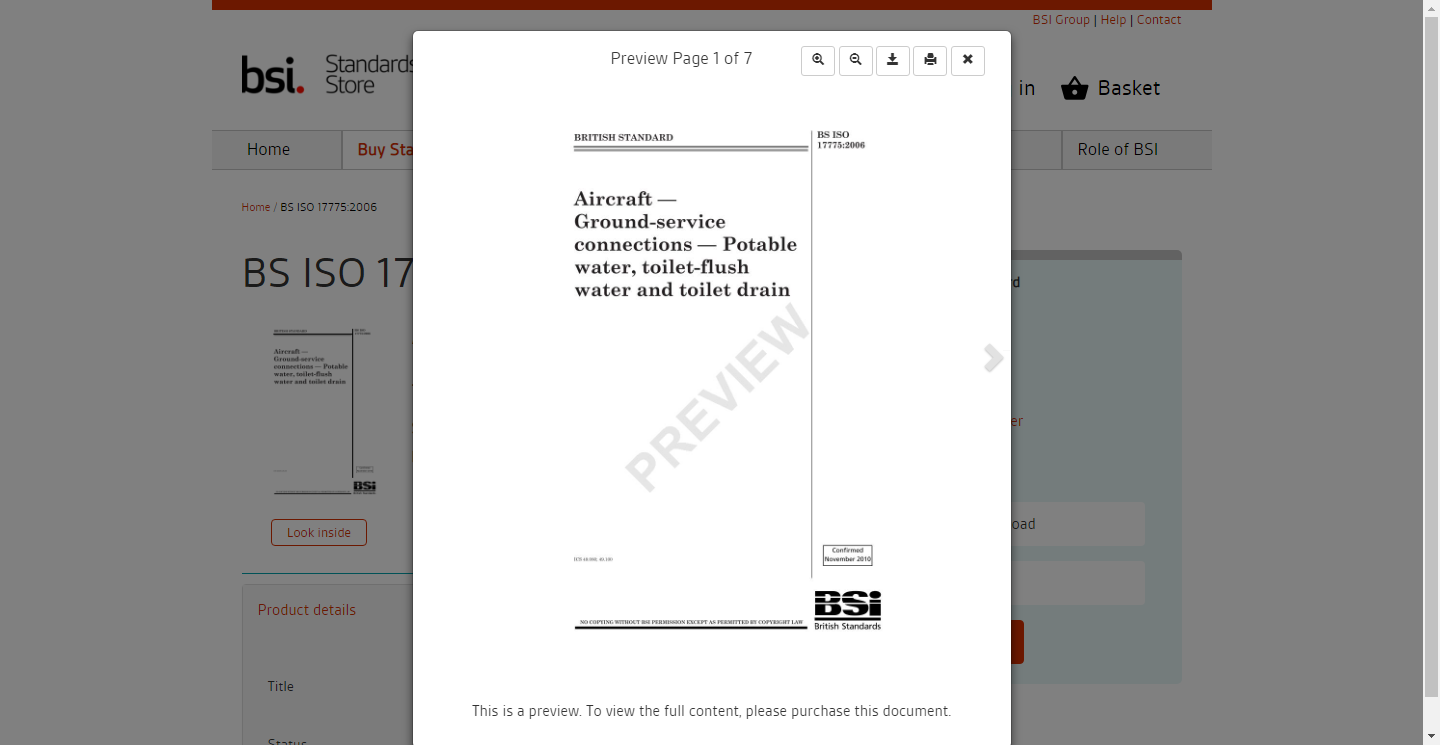 BSI Group | Help | Contact
bsi. Standards
Store
in
Basket
Home
Buy Sta
Role of BSI
Home / BS ISO 17775:2006
BS ISO 17
BRITISH STANDARD
Aircraft —
Ground-service
connections — Potable
water, toilet-flush
water and toilet drain
BSi
Look inside
Product details
Title
Status
Preview Page 1 of 7
BRITISH STANDARD
BS ISO
17775:2006
Aircraft —
Ground-service
connections — Potable
water, toilet-flush
water and toilet drain
PREVIEW
Confirmed
November 2010
NO COPYING WITHOUT BSI PERMISSION EXCEPT AS PERMITTED BY COPYRIGHT LAW
BSi
British Standards
This is a preview. To view the full content, please purchase this document.
rd
er
oad